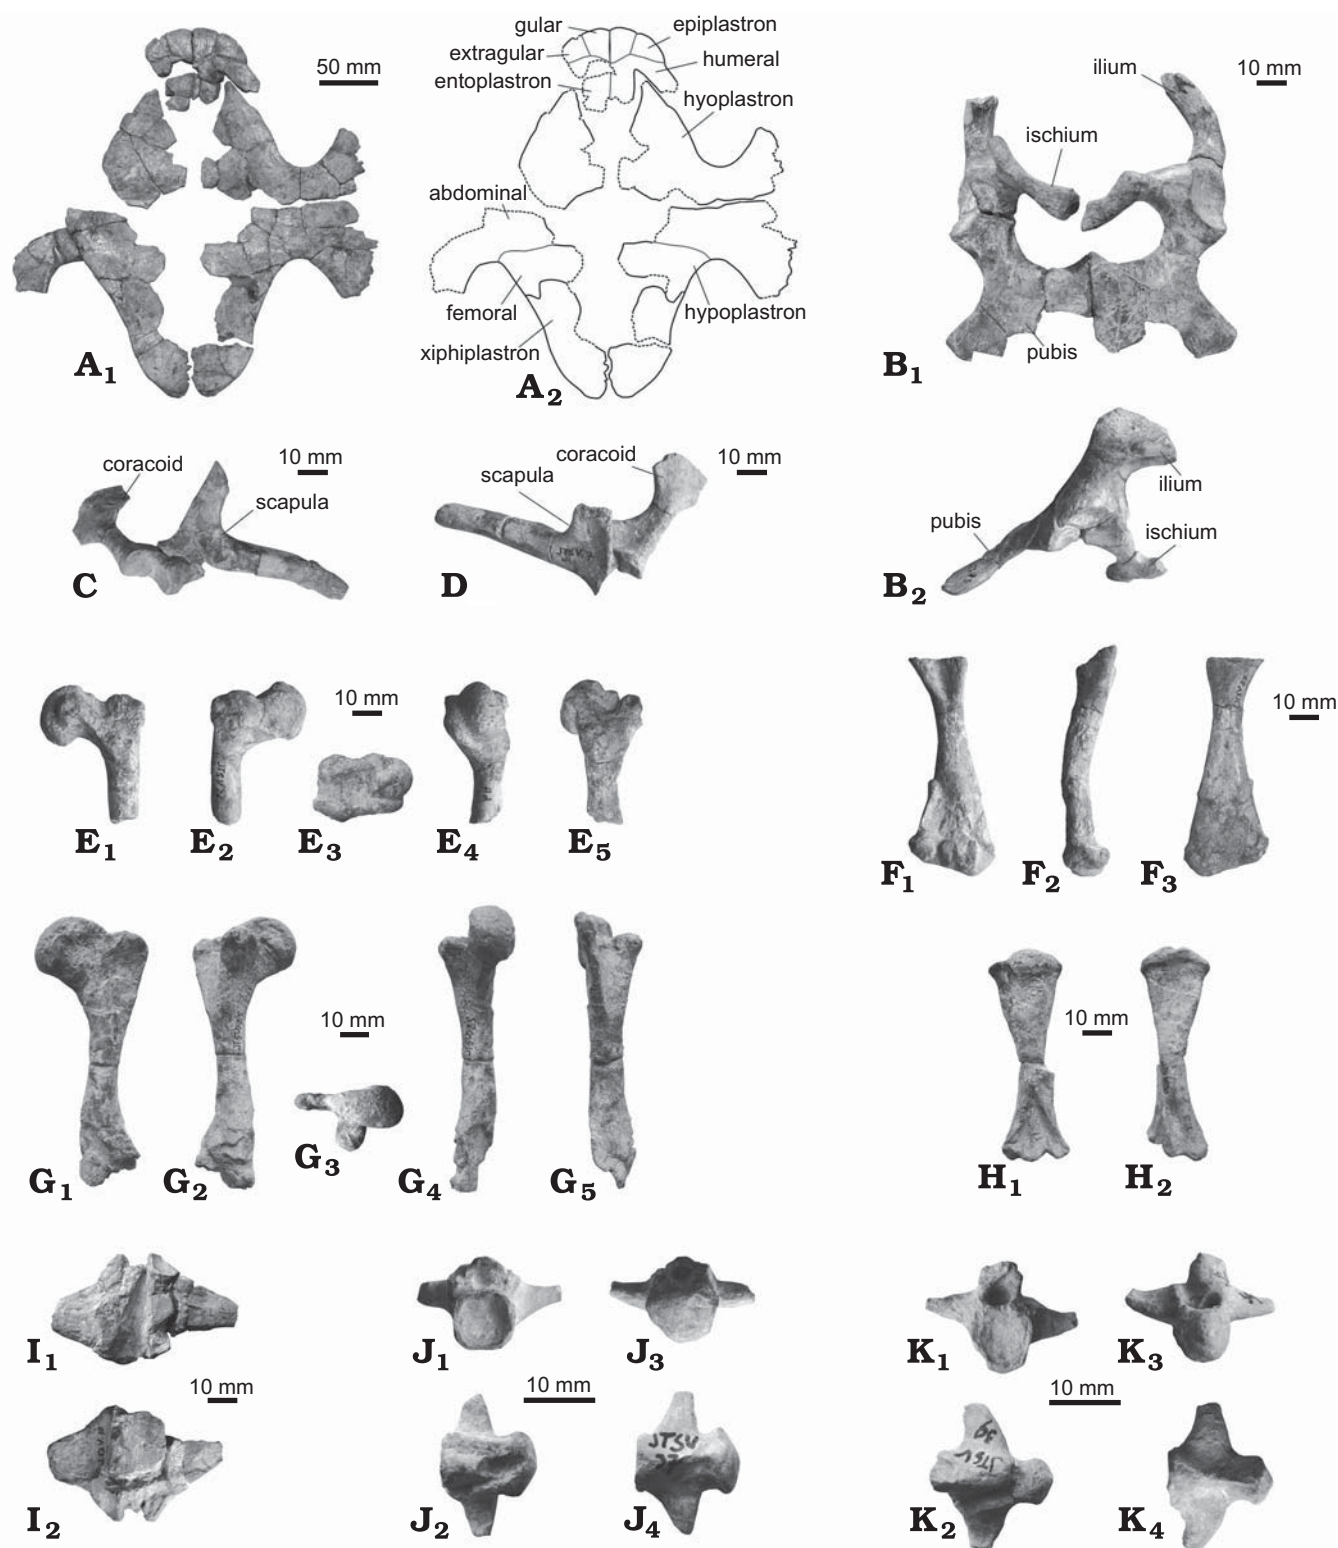 50 mm
gular
epiplastron
extragular
humeral
entoplastron
hyoplastron
abdominal
femoral
hypoplastron
xiphiplastron
A1
A2
ilium
10 mm
ischium
pubis
B1
coracoid
10 mm
scapula
C
coracoid
scapula
10 mm
D
ilium
pubis
ischium
B2
10 mm
E1
E2
E3
E4
E5
10 mm
F1
F2
F3
10 mm
G1
G2
G3
G4
G5
10 mm
H1
H2
I1
10 mm
I2
J1
J3
10 mm
JTSV
J2
J4
K1
K3
10 mm
39
JTSV
K2
K4